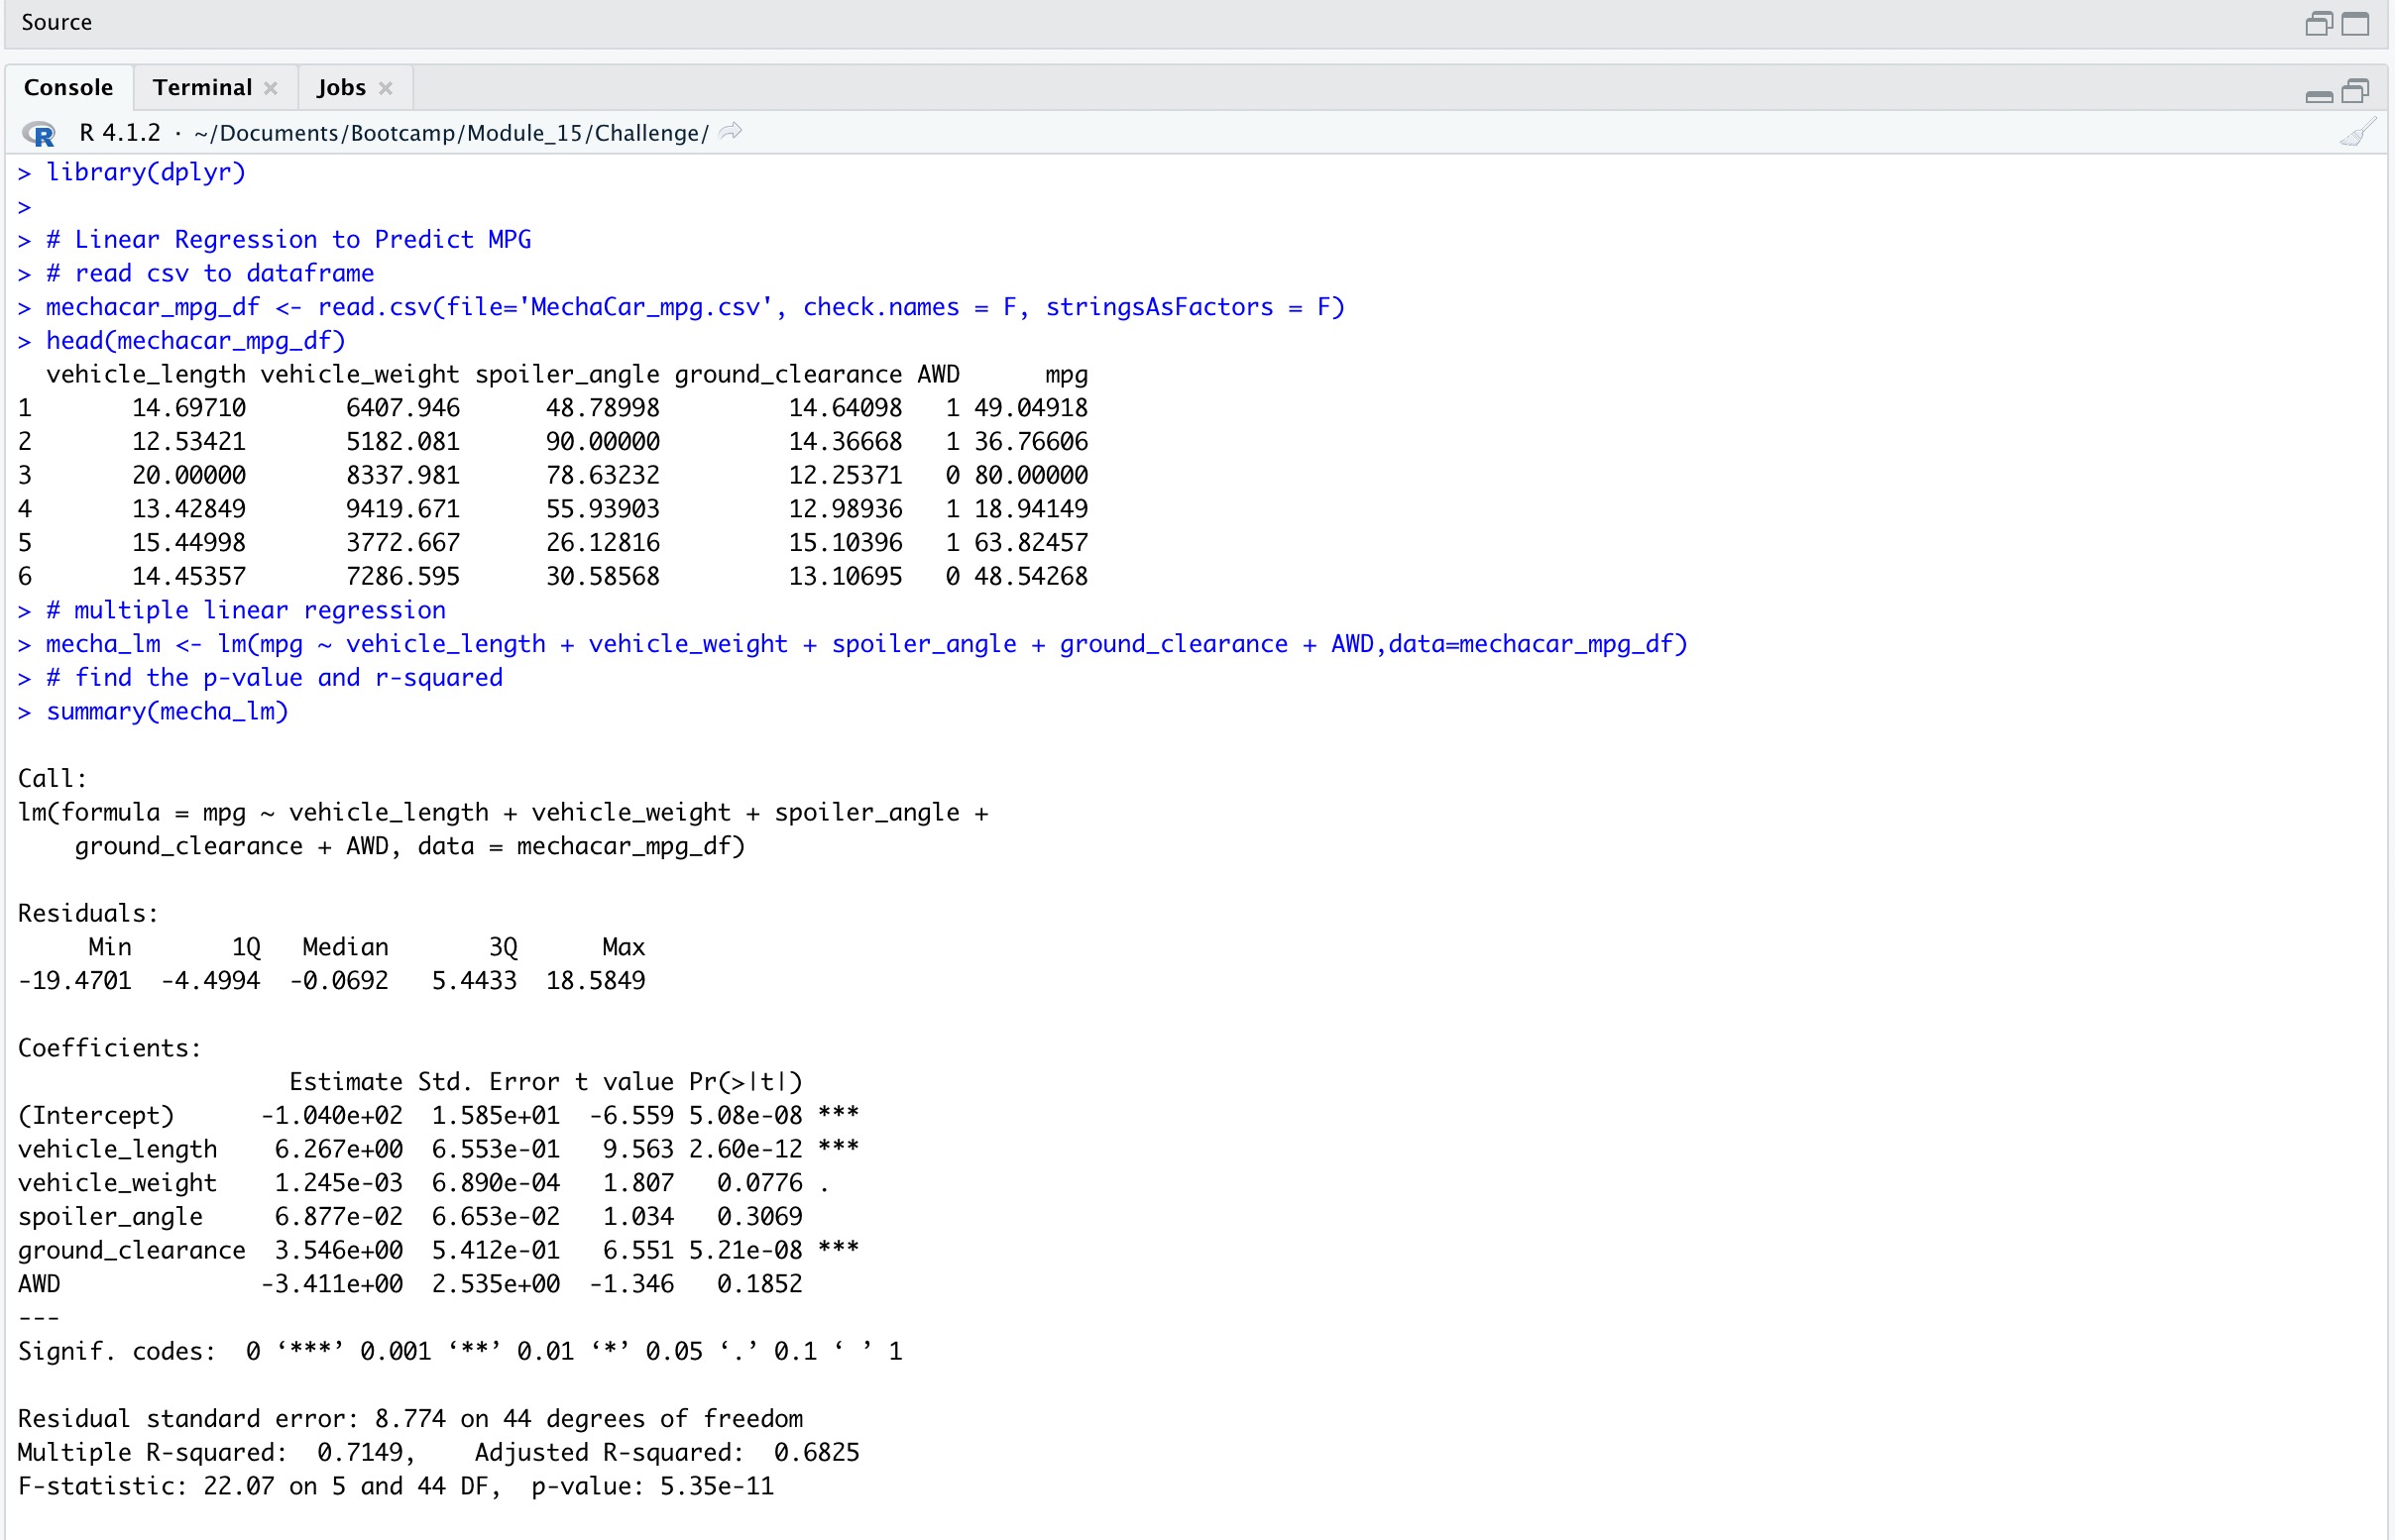 Source
Console Terminal Jobs
R 4.1.2 · ~/Documents/Bootcamp/Module_15/Challenge/
> library(dplyr)
>
> # Linear Regression to Predict MPG
> # read csv to dataframe
> mechacar_mpg_df <- read.csv(file='MechaCar_mpg.csv', check.names = F, stringsAsFactors = F)
> head(mechacar_mpg_df)
  vehicle_length vehicle_weight spoiler_angle ground_clearance AWD      mpg
1       14.69710       6407.946      48.78998         14.64098   1 49.04918
2       12.53421       5182.081      90.00000         14.36668   1 36.76606
3       20.00000       8337.981      78.63232         12.25371   0 80.00000
4       13.42849       9419.671      55.93903         12.98936   1 18.94149
5       15.44998       3772.667      26.12816         15.10396   1 63.82457
6       14.45357       7286.595      30.58568         13.10695   0 48.54268
> # multiple linear regression
> mecha_lm <- lm(mpg ~ vehicle_length + vehicle_weight + spoiler_angle + ground_clearance + AWD,data=mechacar_mpg_df)
> # find the p-value and r-squared
> summary(mecha_lm)

Call:
lm(formula = mpg ~ vehicle_length + vehicle_weight + spoiler_angle +
    ground_clearance + AWD, data = mechacar_mpg_df)

Residuals:
     Min       1Q   Median       3Q      Max
-19.4701  -4.4994  -0.0692   5.4433  18.5849

Coefficients:
                   Estimate Std. Error t value Pr(>|t|)
(Intercept)      -1.040e+02  1.585e+01  -6.559 5.08e-08 ***
vehicle_length    6.267e+00  6.553e-01   9.563 2.60e-12 ***
vehicle_weight    1.245e-03  6.890e-04   1.807   0.0776 .
spoiler_angle     6.877e-02  6.653e-02   1.034   0.3069
ground_clearance  3.546e+00  5.412e-01   6.551 5.21e-08 ***
AWD              -3.411e+00  2.535e+00  -1.346   0.1852
---
Signif. codes:  0 ‘***’ 0.001 ‘**’ 0.01 ‘*’ 0.05 ‘.’ 0.1 ‘ ’ 1

Residual standard error: 8.774 on 44 degrees of freedom
Multiple R-squared:  0.7149,    Adjusted R-squared:  0.6825
F-statistic: 22.07 on 5 and 44 DF,  p-value: 5.35e-11